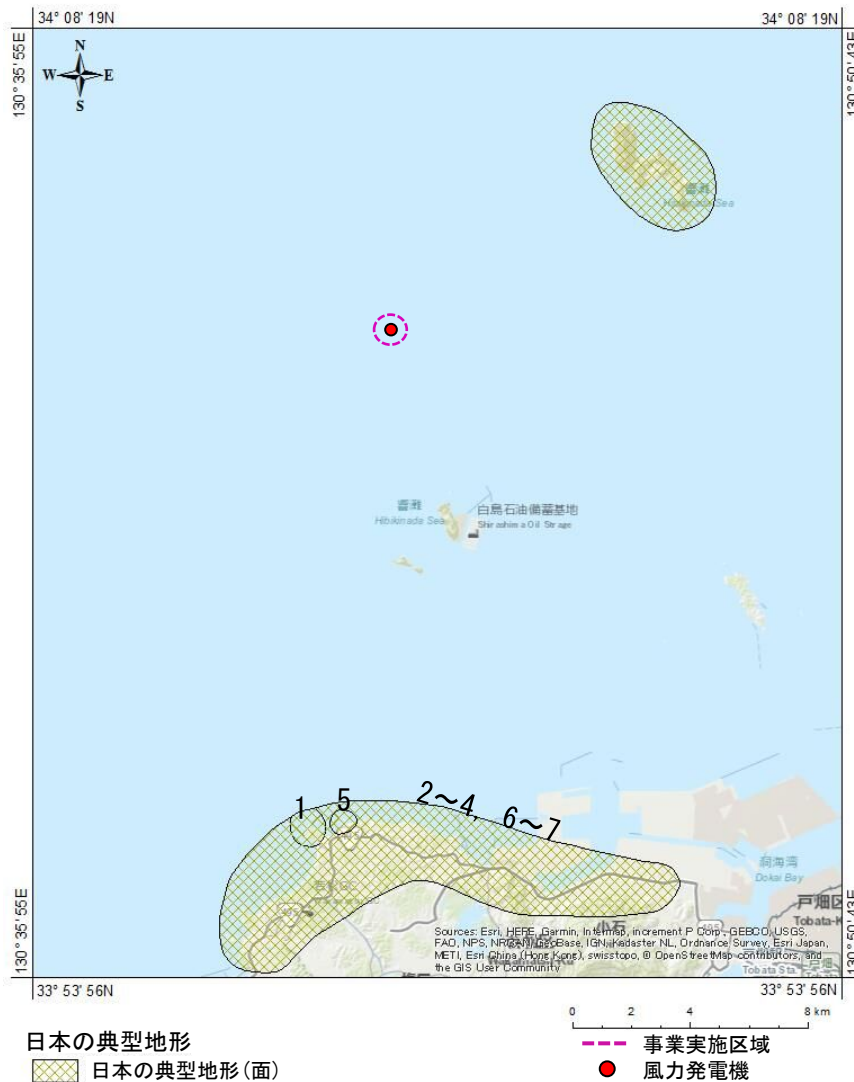 34° 08' 19N
34° 08' 19N
130° 35' 55E
130° 50' 43E
N
W
E
S
響灘
Hibikinada Sea
響灘
Hibikinada Sea
白島石油備蓄基地
Shirashima Oil Strage
1
5
2～4,
6～7
洞海湾
Dokai Bay
戸畑区
495
小石
Sources: Esri, HERE, Garmin, Intermap, increment P Corp., GEBCO, USGS,
FAO, NPS, NRCAN, GeoBase, IGN, Kadaster NL, Ordnance Survey, Esri Japan,
METI, Esri China (Hong Kong), swisstopo, © OpenStreetMap contributors, and
the GIS User Community
Tobata Sta.
130° 35' 55E
130° 50' 43E
33° 53' 56N
33° 53' 56N
0 2 4 8 km
日本の典型地形
日本の典型地形(面)
事業実施区域
風力発電機